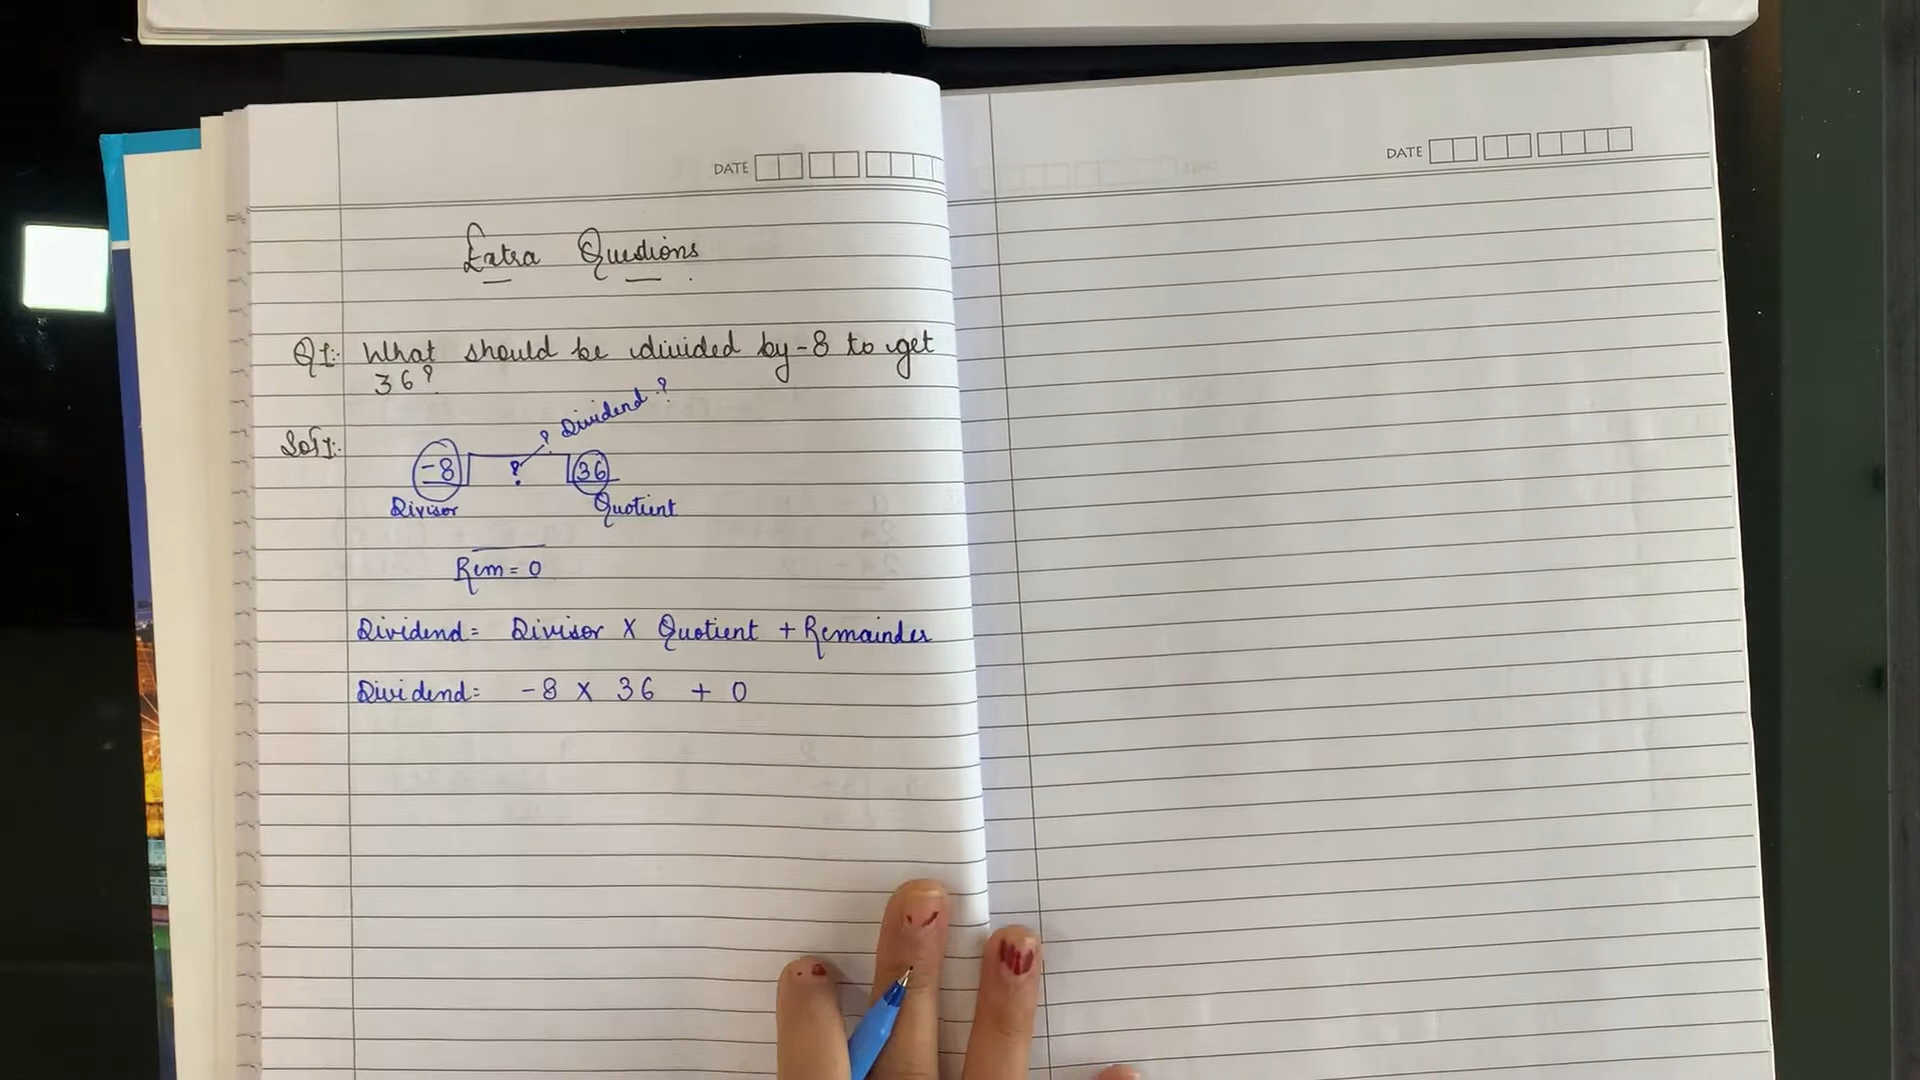 DATE
DATE
Extra Questions
Q1:- What should be divided by -8 to get
36?
Dividend ?
Sol1:-
?
-8 ? 36
Divisor Quotient
Rem = 0
Dividend = Divisor X Quotient + Remainder
Dividend = -8 X 36 + 0